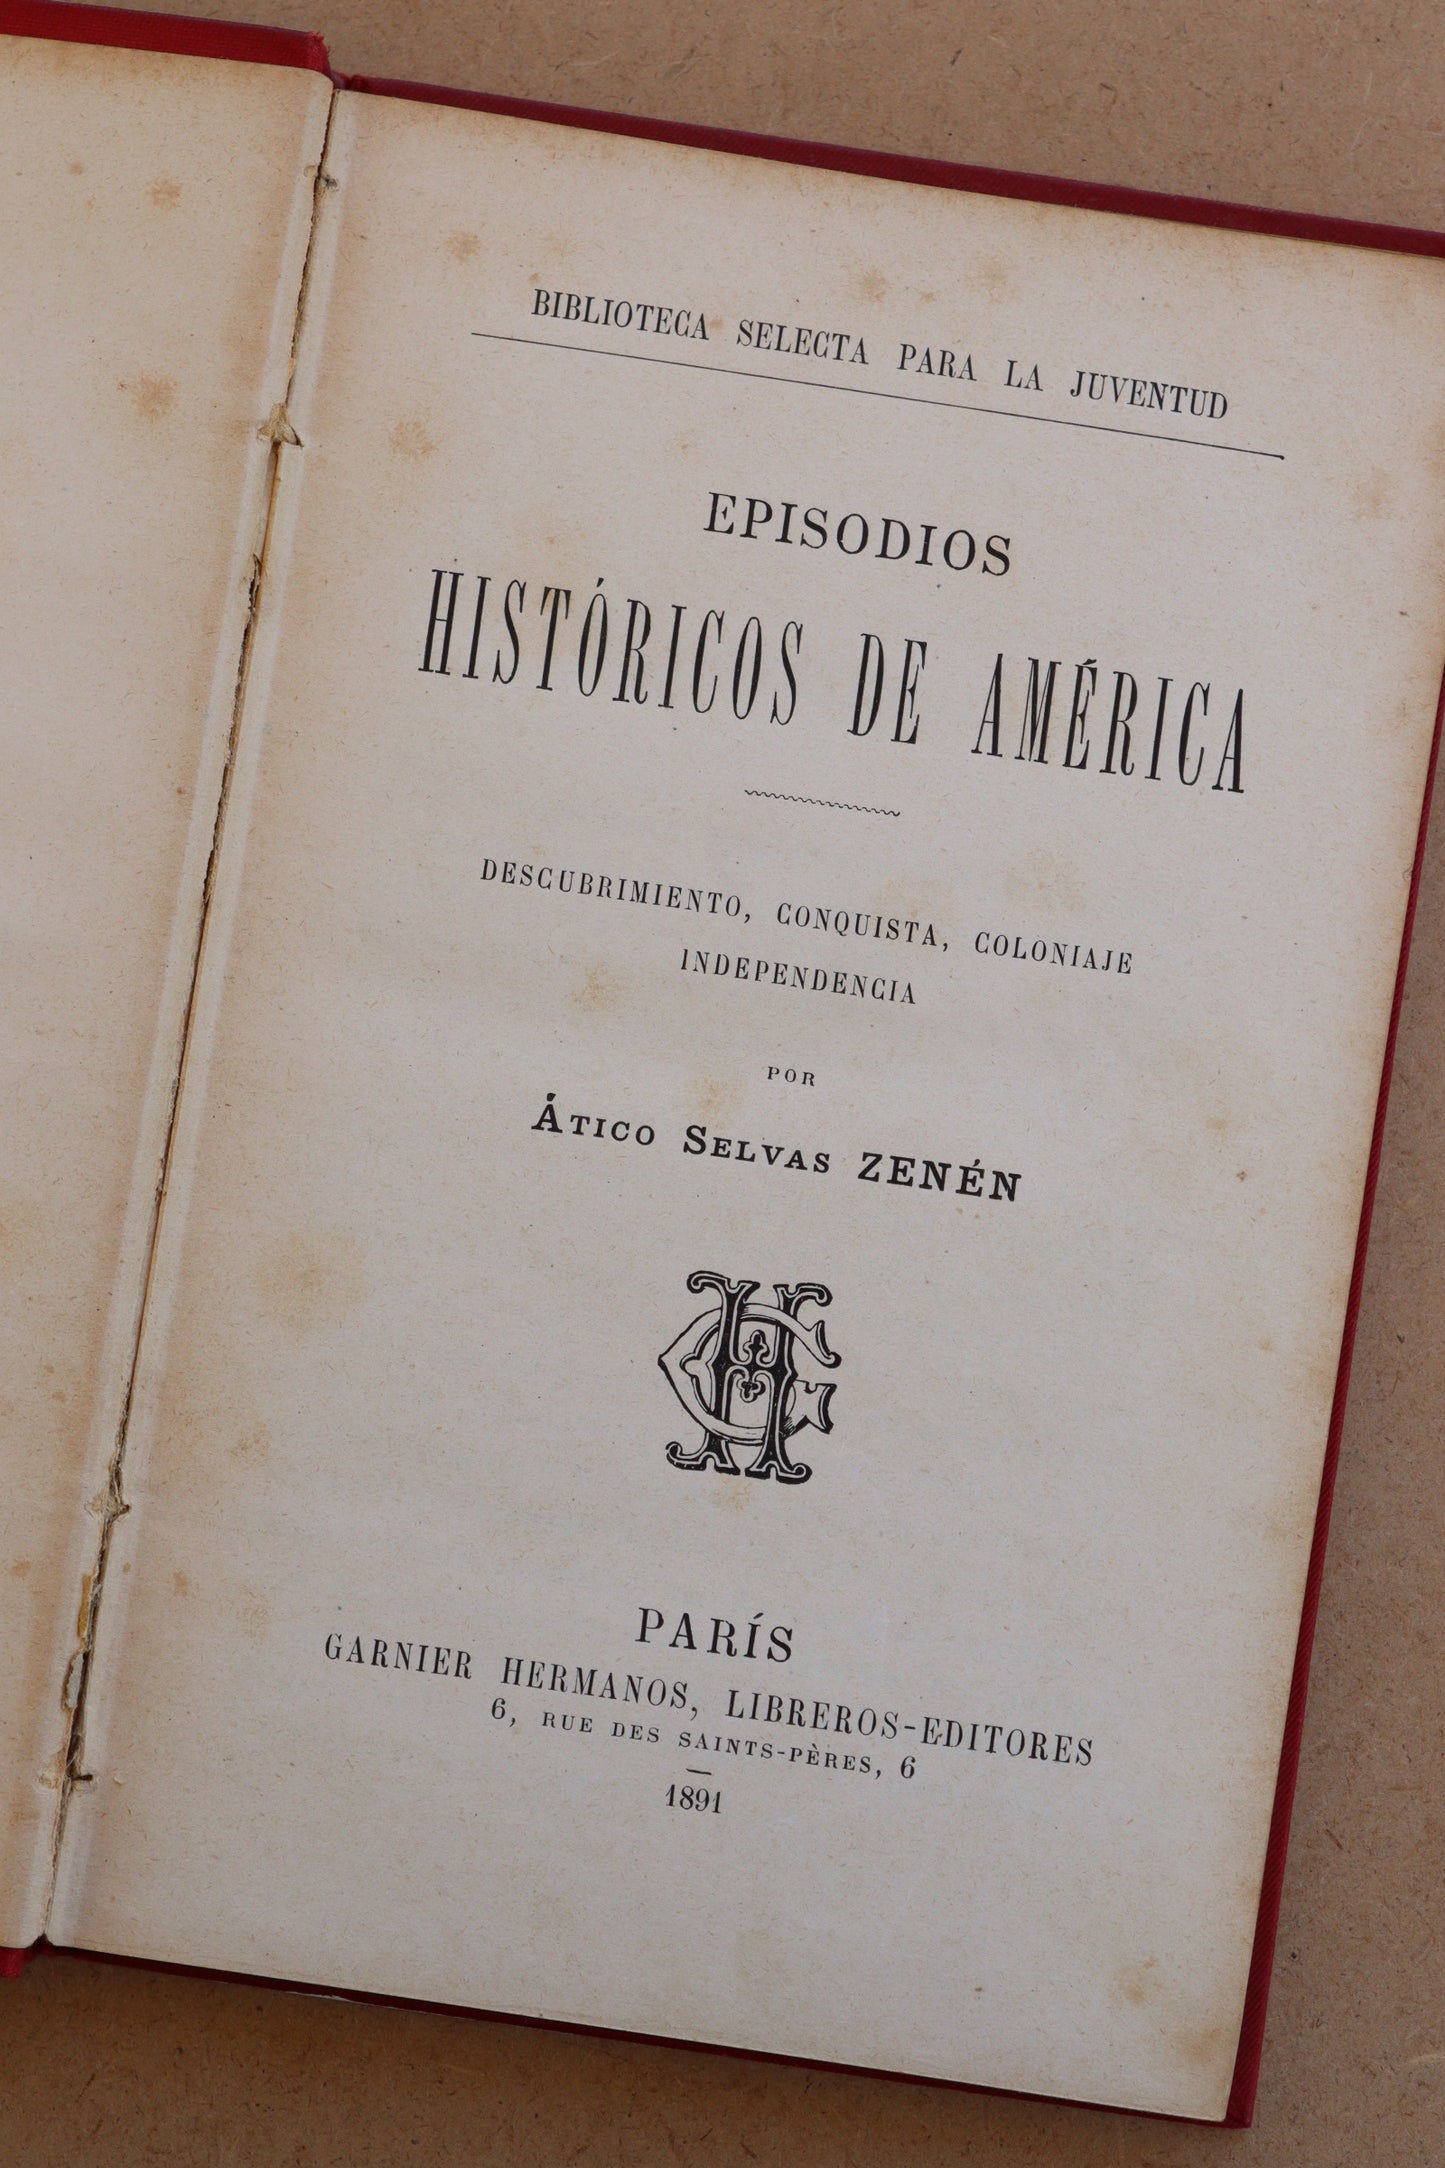 BIBLIOTECA SELECTA PARA LA JUVENTUD
EPISODIOS
HISTÓRICOS DE AMÉRICA
DESCUBRIMIENTO, CONQUISTA, COLONIAJE
INDEPENDENCIA
POR
ÁTICO SELVAS ZENÉN
PARÍS
GARNIER HERMANOS, LIBREROS-EDITORES
6, RUE DES SAINTS-PÈRES, 6
1891